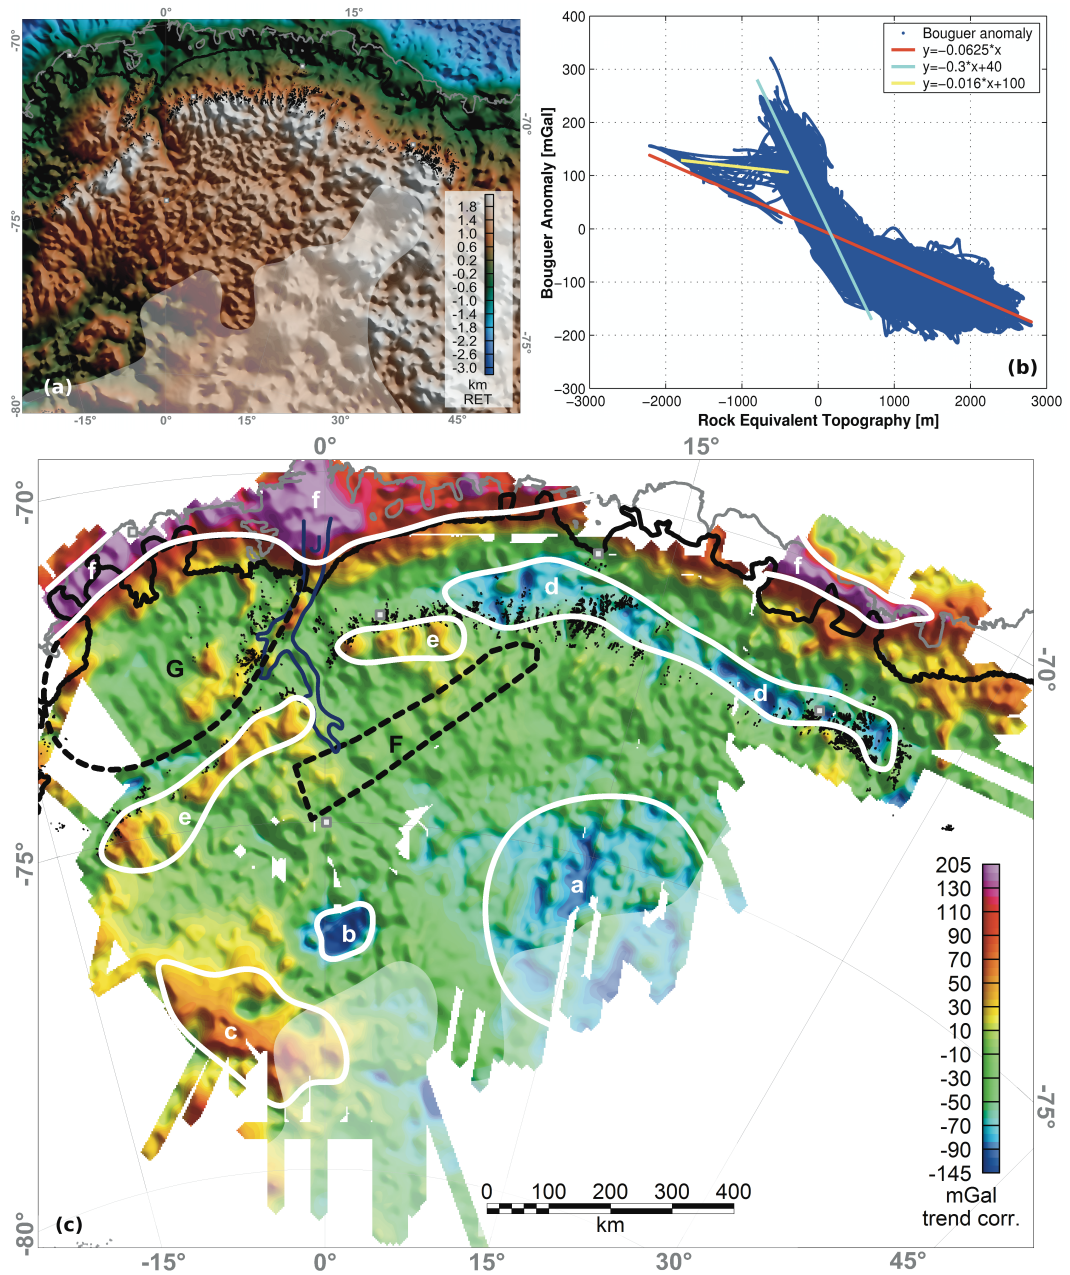 0°
15°
-70°
-70°
-75°
-75°
-80°
1.8
1.4
1.0
0.6
0.2
-0.2
-0.6
-1.0
-1.4
-1.8
-2.2
-2.6
-3.0
km
RET
(a)
-15°
0°
15°
30°
45°
400
300
200
100
0
−100
−200
−300
−3000
−2000
−1000
0
1000
2000
3000
Bouguer Anomaly [mGal]
Rock Equivalent Topography [m]
Bouguer anomaly
y=−0.0625*x
y=−0.3*x+40
y=−0.016*x+100
(b)
0°
15°
-70°
-70°
-75°
-75°
-80°
f
J
f
f
d
e
G
d
F
e
a
b
c
205
130
110
90
70
50
30
10
-10
-30
-50
-70
-90
-145
mGal
trend corr.
0
100
200
300
400
km
(c)
-15°
0°
15°
30°
45°